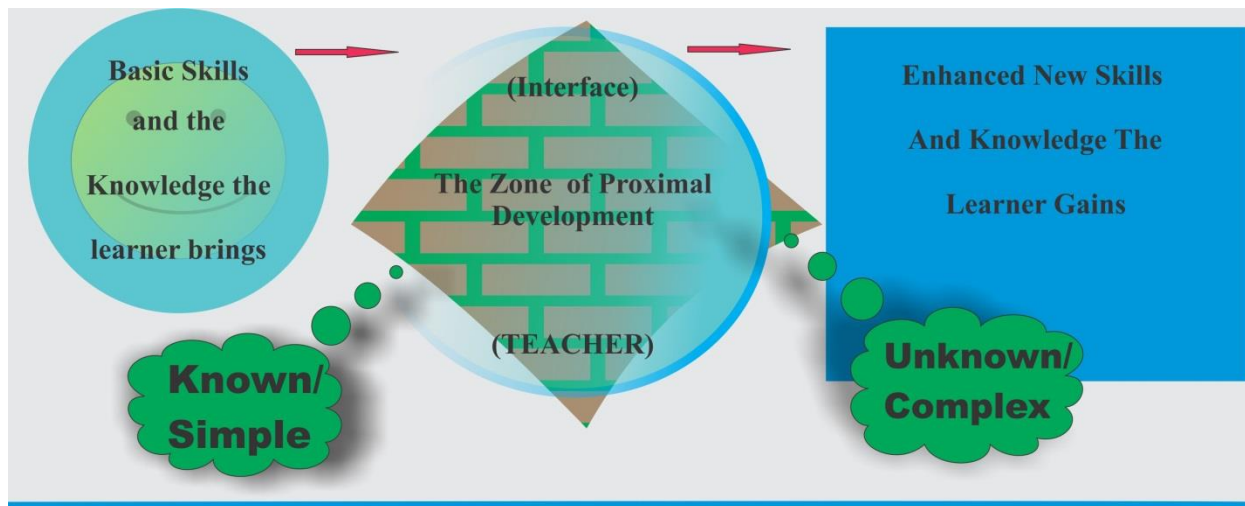 Basic Skills
and the
Knowledge the
learner brings
(Interface)
The Zone of Proximal
Development
(TEACHER)
Enhanced New Skills
And Knowledge The
Learner Gains
Known/
Simple
Unknown/
Complex